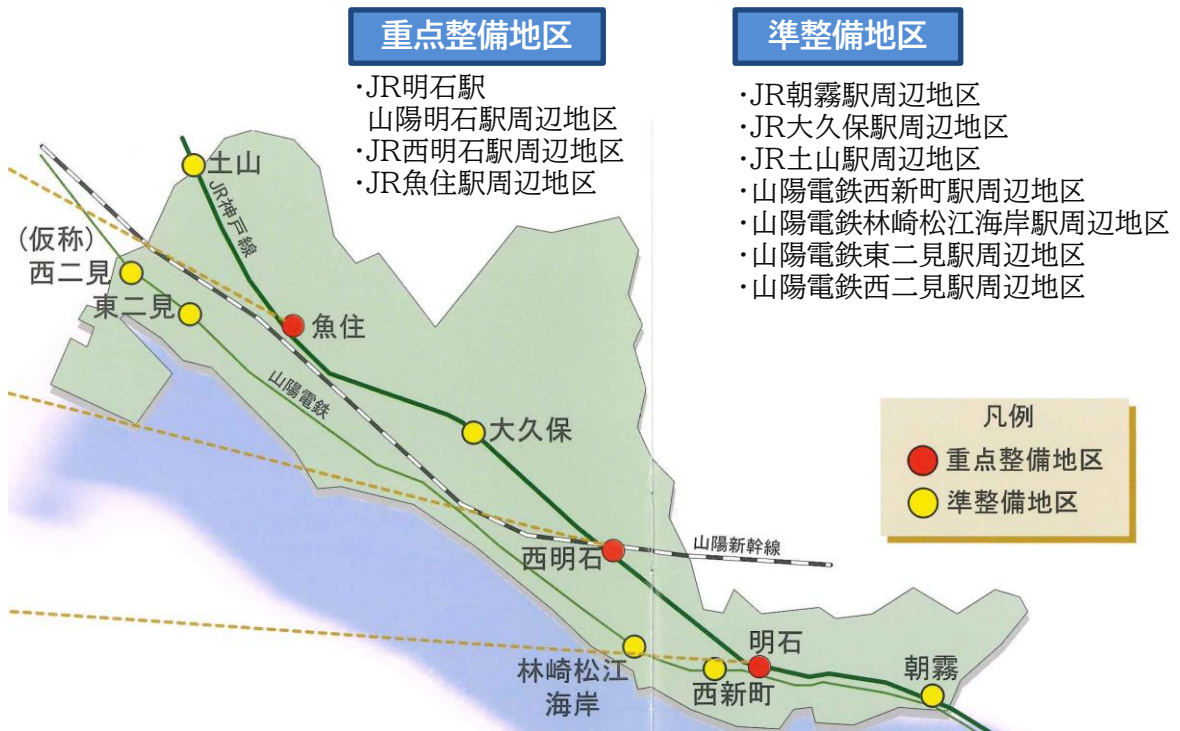 重点整備地区
・JR明石駅
山陽明石駅周辺地区
・JR西明石駅周辺地区
・JR魚住駅周辺地区
準整備地区
・JR朝霧駅周辺地区
・JR大久保駅周辺地区
・JR土山駅周辺地区
・山陽電鉄西新町駅周辺地区
・山陽電鉄林崎松江海岸駅周辺地区
・山陽電鉄東二見駅周辺地区
・山陽電鉄西二見駅周辺地区
土山
JR神戸線
(仮称)
西二見
東二見
魚住
山陽電鉄
大久保
凡例
重点整備地区
準整備地区
西明石
山陽新幹線
林崎松江
海岸
西新町
明石
朝霧